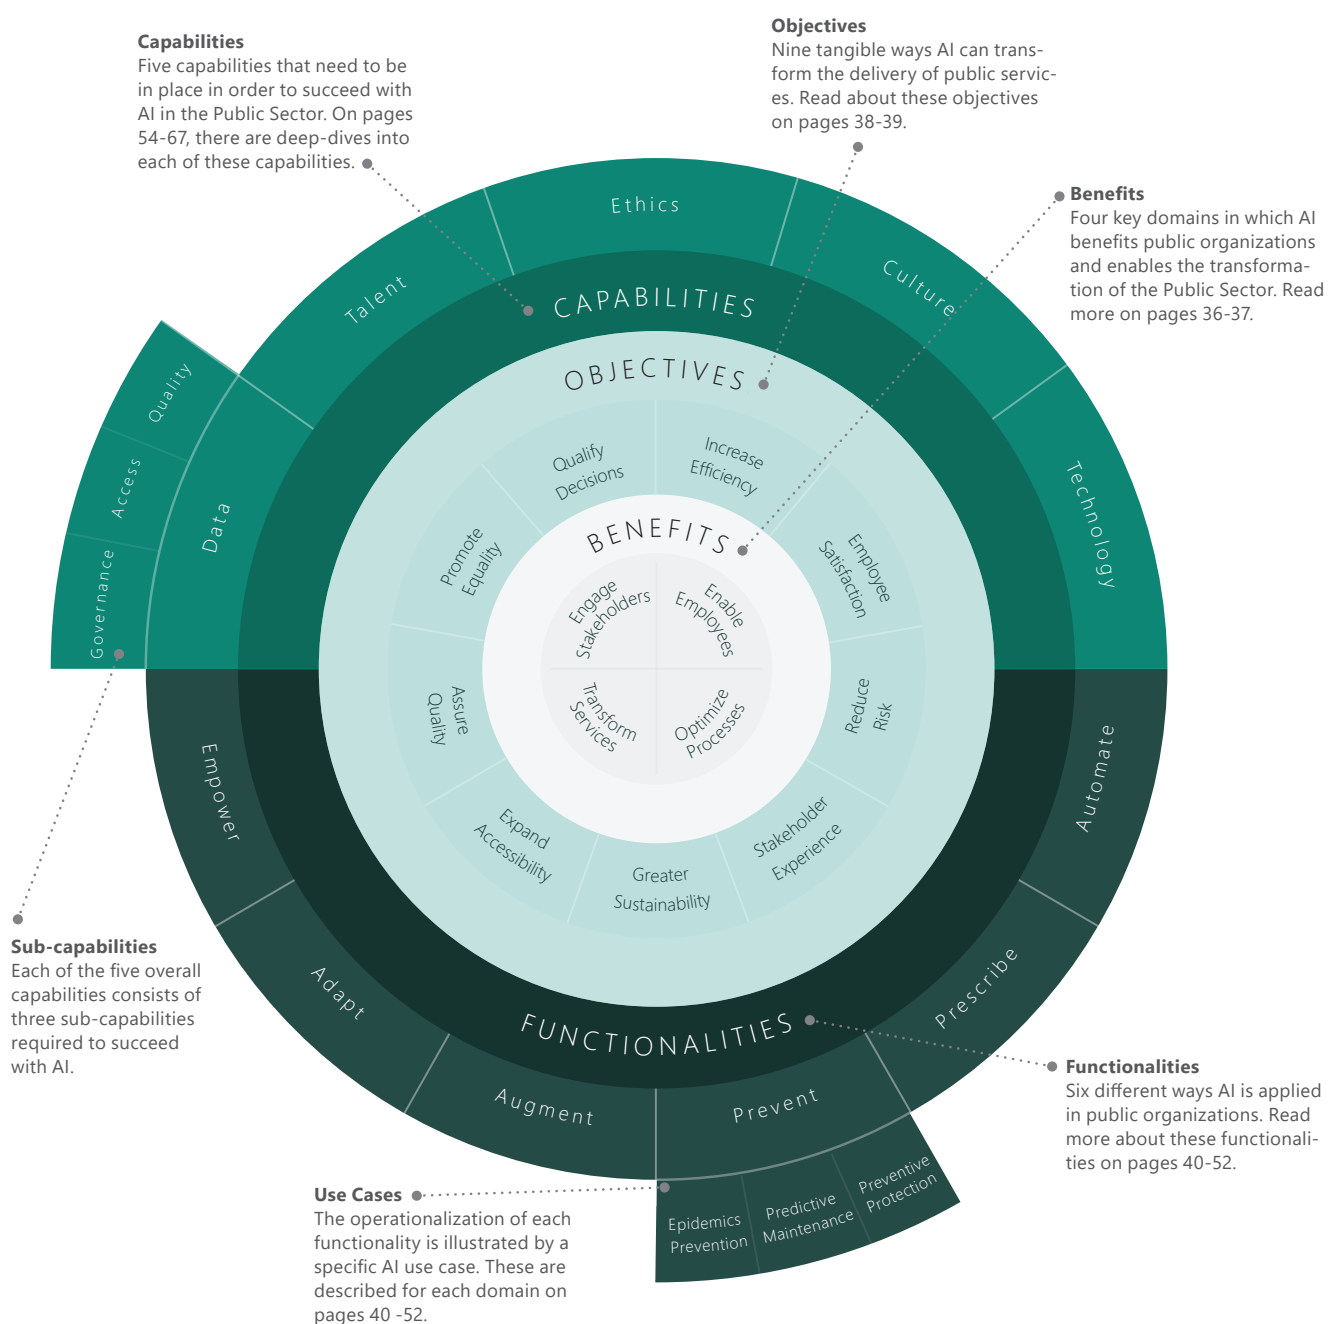 Objectives
Nine tangible ways AI can trans-
form the delivery of public servic-
es. Read about these objectives
on pages 38-39.
Capabilities
Five capabilities that need to be
in place in order to succeed with
AI in the Public Sector. On pages
54-67, there are deep-dives into
each of these capabilities.
Benefits
Four key domains in which AI
benefits public organizations
and enables the transforma-
tion of the Public Sector. Read
more on pages 36-37.
Ethics
Talent
Culture
CAPABILITIES
Quality
Access
Governance
Data
Technology
OBJECTIVES
Qualify
Decisions
Increase
Efficiency
Promote
Equality
Employee
Satisfaction
BENEFITS
Engage
Stakeholders
Enable
Employees
Transform
Services
Optimize
Processes
Assure
Quality
Reduce
Risk
Expand
Accessibility
Greater
Sustainability
Stakeholder
Experience
Empower
Automate
Adapt
Prescribe
FUNCTIONALITIES
Augment
Prevent
Epidemics
Prevention
Predictive
Maintenance
Preventive
Protection
Sub-capabilities
Each of the five overall
capabilities consists of
three sub-capabilities
required to succeed
with AI.
Functionalities
Six different ways AI is applied
in public organizations. Read
more about these functionali-
ties on pages 40-52.
Use Cases
The operationalization of each
functionality is illustrated by a
specific AI use case. These are
described for each domain on
pages 40 -52.